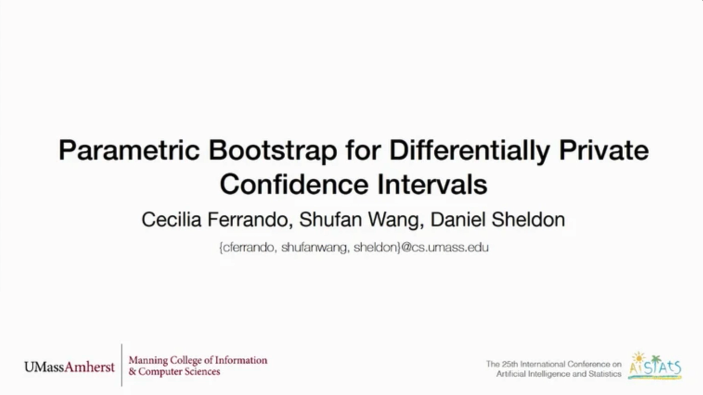 Parametric Bootstrap for Differentially Private
Confidence Intervals
Cecilia Ferrando, Shufan Wang, Daniel Sheldon
{cferrando, shufanwang, sheldon}@cs.umass.edu
UMassAmherst
Manning College of Information
& Computer Sciences
The 25th International Conference on
Artificial Intelligence and Statistics
AISTATS